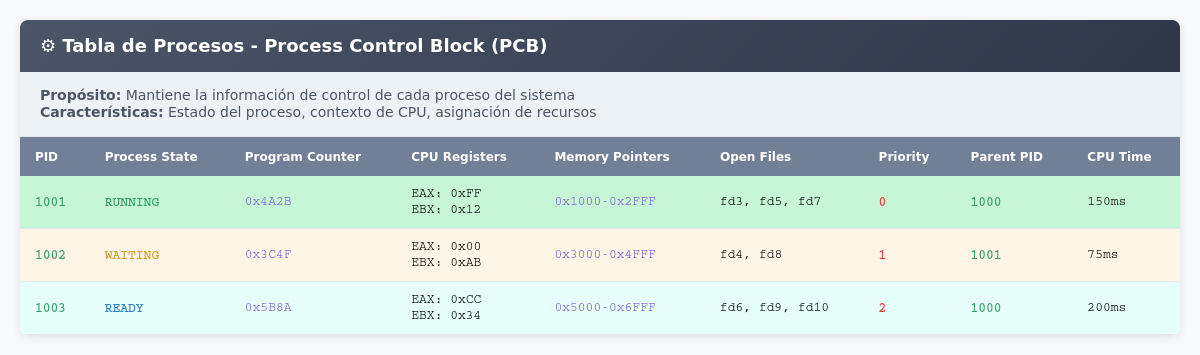 ⚙ Tabla de Procesos - Process Control Block (PCB)
Propósito: Mantiene la información de control de cada proceso del sistema
Características: Estado del proceso, contexto de CPU, asignación de recursos
PID Process State Program Counter CPU Registers Memory Pointers Open Files Priority Parent PID CPU Time
1001 RUNNING 0x4A2B EAX: 0xFF 0x1000-0x2FFF fd3, fd5, fd7 0 1000 150ms
EBX: 0x12
1002 WAITING 0x3C4F EAX: 0x00 0x3000-0x4FFF fd4, fd8 1 1001 75ms
EBX: 0xAB
1003 READY 0x5B8A EAX: 0xCC 0x5000-0x6FFF fd6, fd9, fd10 2 1000 200ms
EBX: 0x34